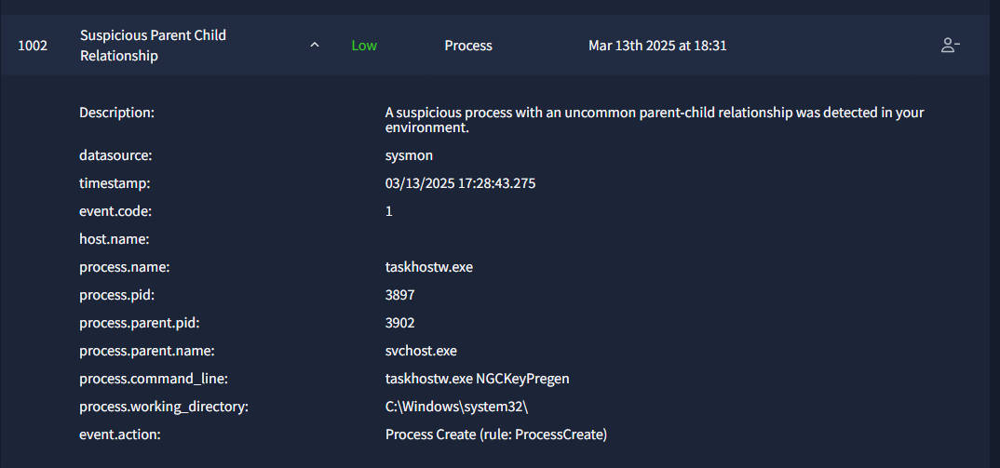 1002 Suspicious Parent Child Relationship Low Process Mar 13th 2025 at 18:31
Description: A suspicious process with an uncommon parent-child relationship was detected in your
environment.
datasource: sysmon
timestamp: 03/13/2025 17:28:43.275
event.code: 1
host.name:
process.name: taskhostw.exe
process.pid: 3897
process.parent.pid: 3902
process.parent.name: svchost.exe
process.command_line: taskhostw.exe NGCKeyPregen
process.working_directory: C:\Windows\system32\
event.action: Process Create (rule: ProcessCreate)